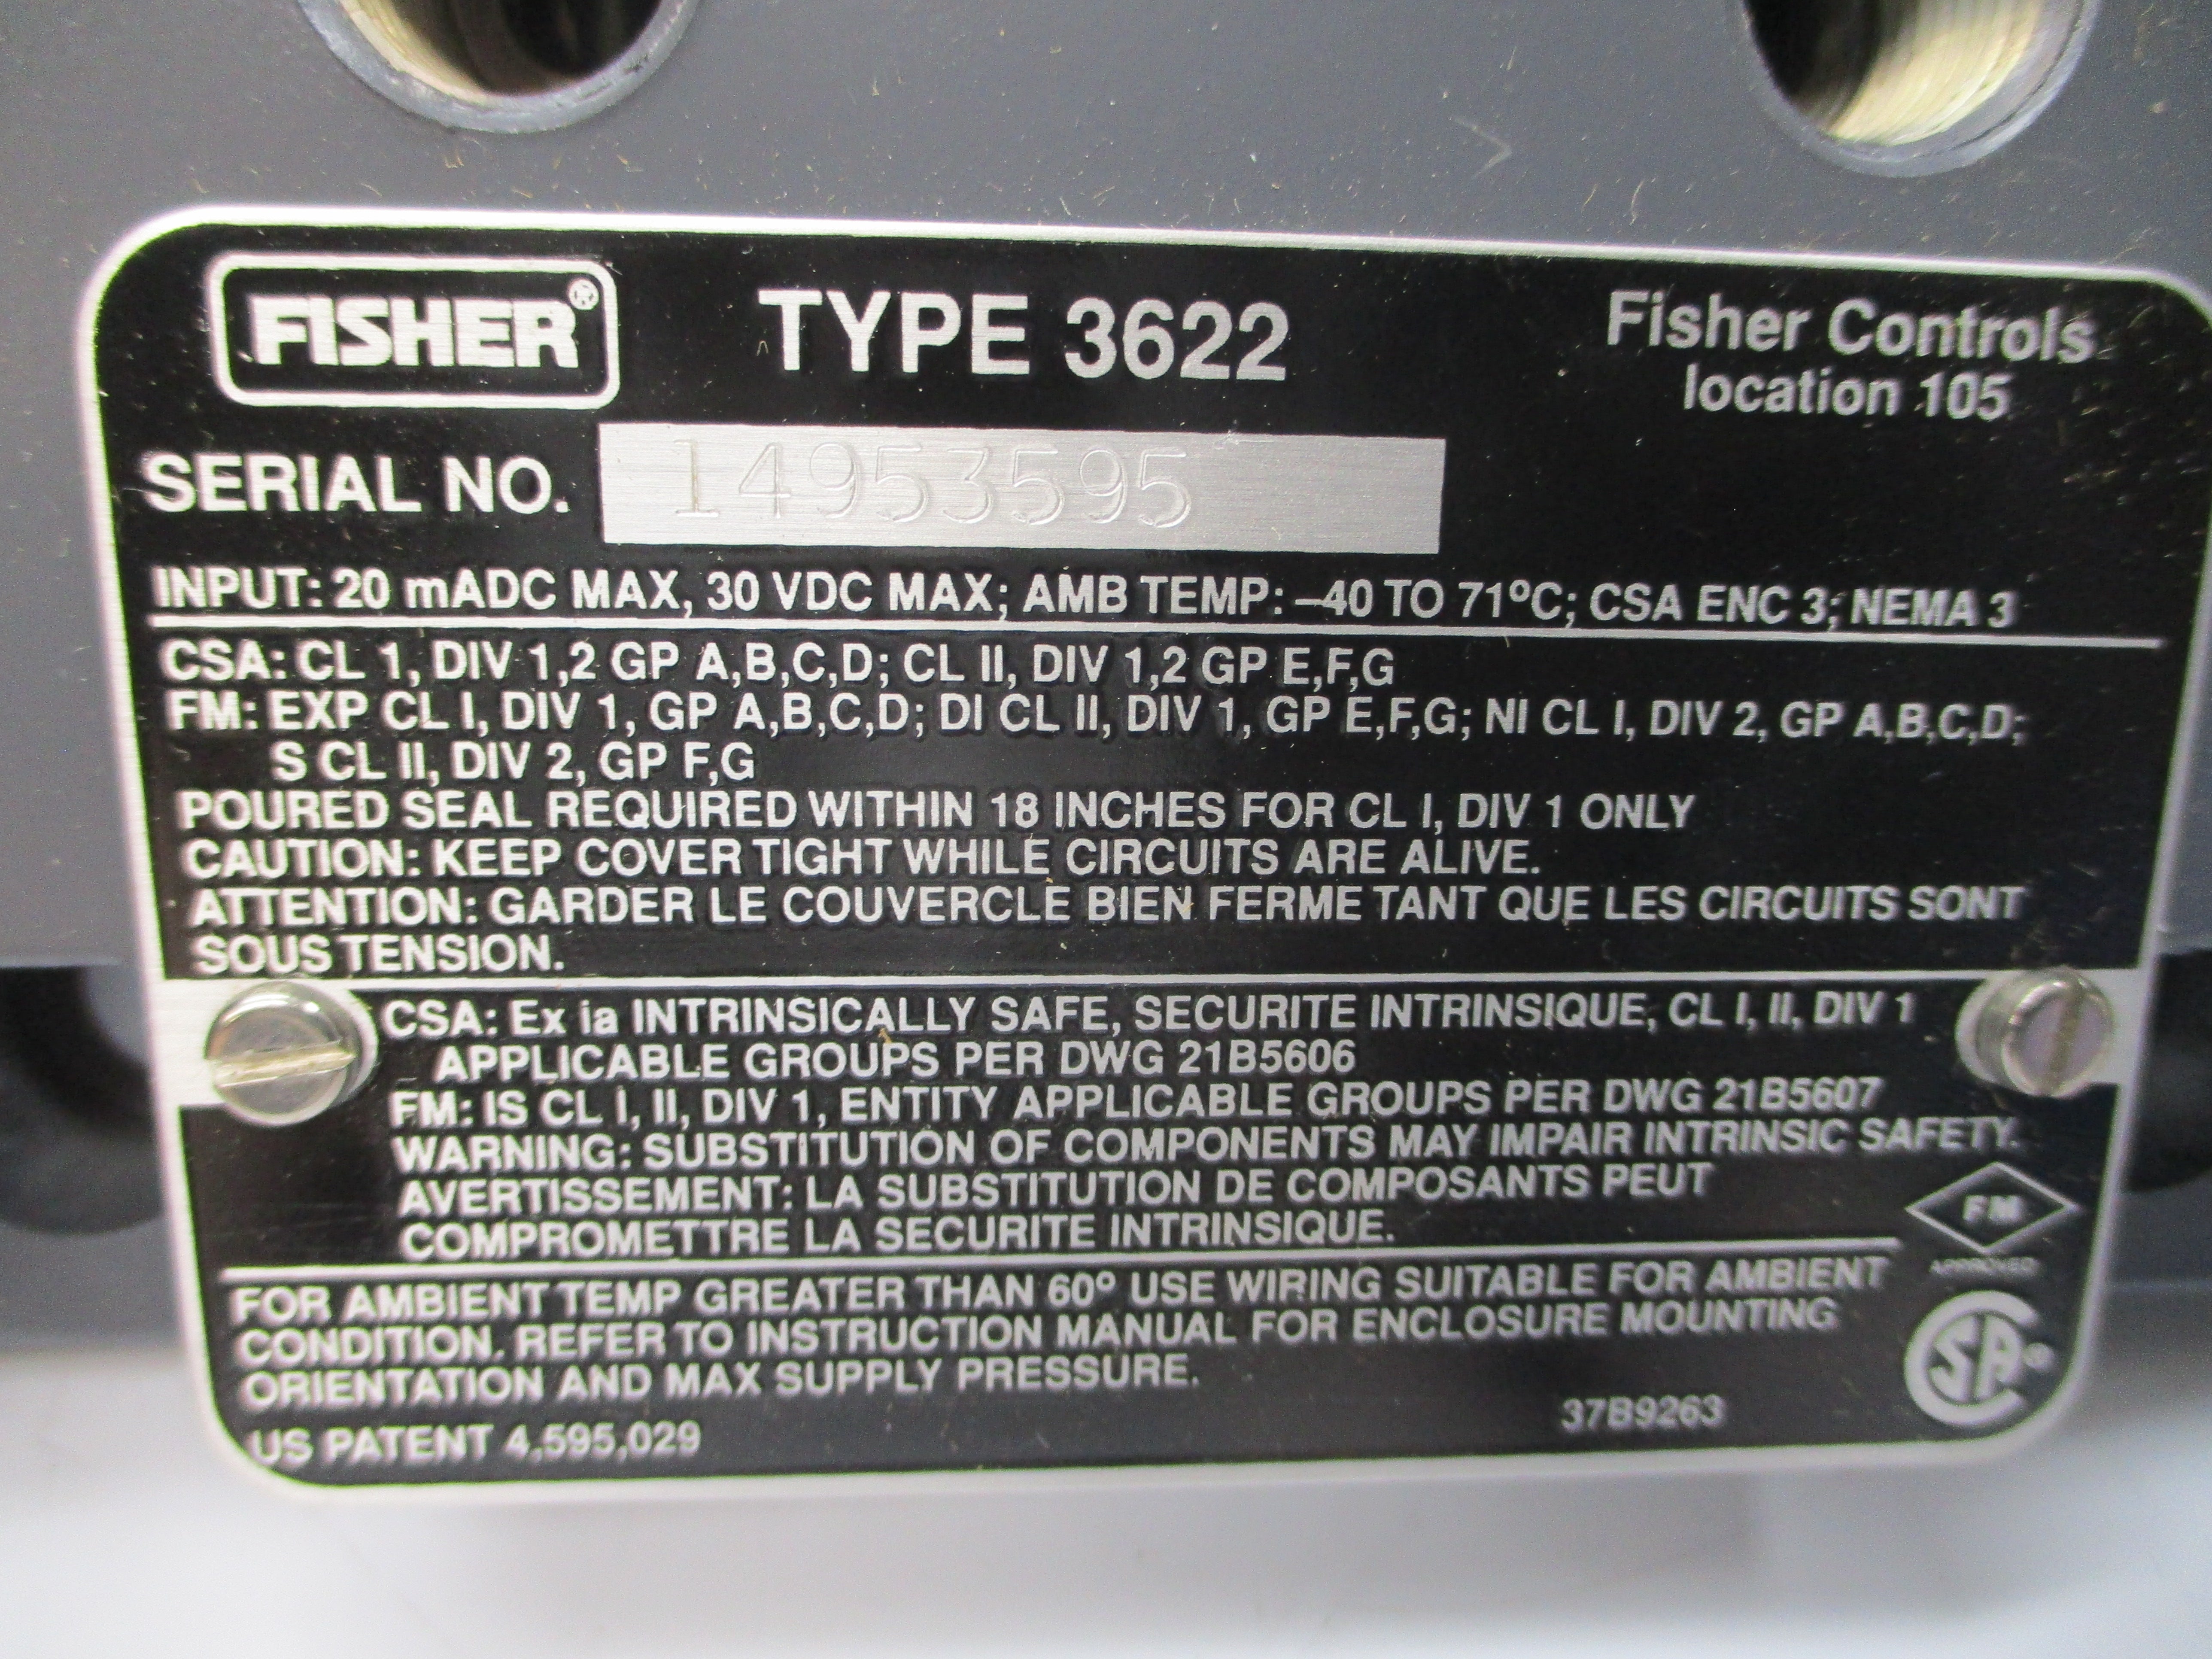 FISHER®
TYPE 3622
Fisher Controls
location 105
SERIAL NO. 14953595
INPUT: 20 mADC MAX, 30 VDC MAX; AMB TEMP: –40 TO 71ºC; CSA ENC 3; NEMA 3
CSA: CL 1, DIV 1,2 GP A,B,C,D; CL II, DIV 1,2 GP E,F,G
FM: EXP CL I, DIV 1, GP A,B,C,D; DI CL II, DIV 1, GP E,F,G; NI CL I, DIV 2, GP A,B,C,D;
S CL II, DIV 2, GP F,G
POURED SEAL REQUIRED WITHIN 18 INCHES FOR CL I, DIV 1 ONLY
CAUTION: KEEP COVER TIGHT WHILE CIRCUITS ARE ALIVE.
ATTENTION: GARDER LE COUVERCLE BIEN FERME TANT QUE LES CIRCUITS SONT
SOUS TENSION.
CSA: Ex ia INTRINSICALLY SAFE, SECURITE INTRINSIQUE, CL I, II, DIV 1
APPLICABLE GROUPS PER DWG 21B5606
FM: IS CL I, II, DIV 1, ENTITY APPLICABLE GROUPS PER DWG 21B5607
WARNING: SUBSTITUTION OF COMPONENTS MAY IMPAIR INTRINSIC SAFETY.
AVERTISSEMENT: LA SUBSTITUTION DE COMPOSANTS PEUT
COMPROMETTRE LA SECURITE INTRINSIQUE.
FM
APPROVED
FOR AMBIENT TEMP GREATER THAN 60º USE WIRING SUITABLE FOR AMBIENT
CONDITION. REFER TO INSTRUCTION MANUAL FOR ENCLOSURE MOUNTING
ORIENTATION AND MAX SUPPLY PRESSURE.
CSA®
US PATENT 4,595,029
37B9263